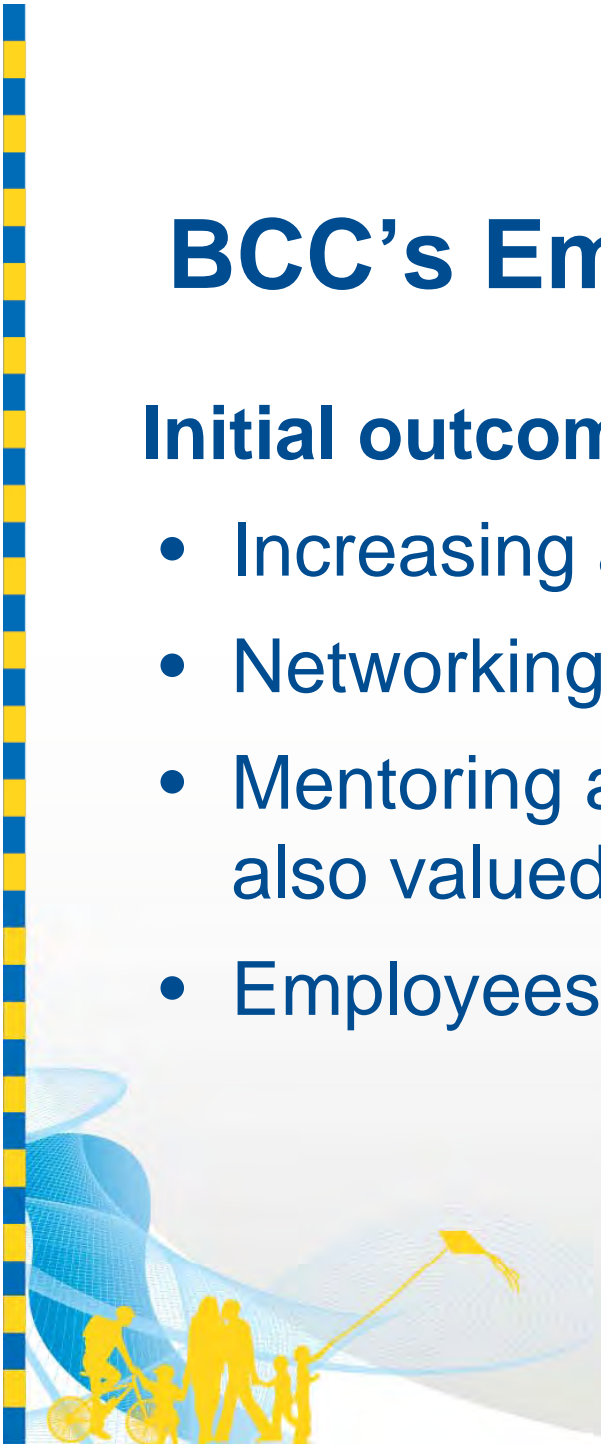 BCC’s Em
Initial outcom
• Increasing
• Networking
• Mentoring a
also valued
• Employees